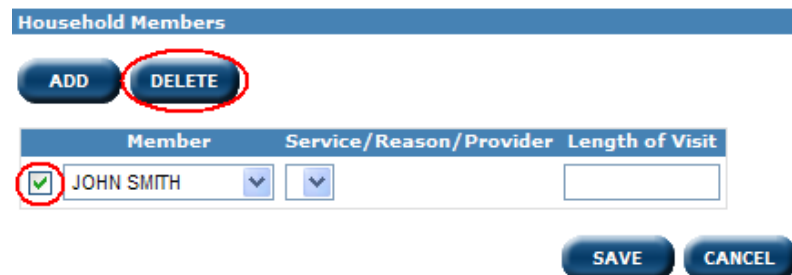 Household Members
ADD DELETE
Member Service/Reason/Provider Length of Visit
JOHN SMITH
SAVE CANCEL